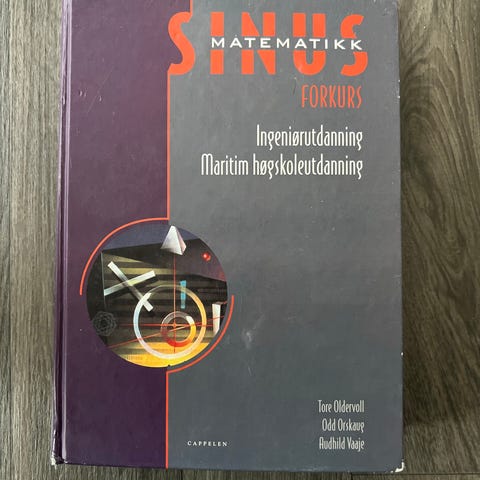 SINUS
MATEMATIKK
FORKURS
Ingeniørutdanning
Maritim høgskoleutdanning
Tore Oldervoll
Odd Orskaug
Audhild Vaaje
CAPPELEN